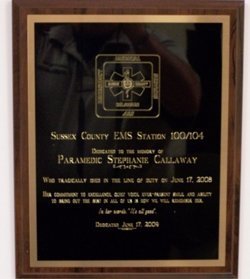 SUSSEX COUNTY EMS STATION 100/104
DEDICATED TO THE MEMORY OF
PARAMEDIC STEPHANIE CALLAWAY
WHO TRAGICALLY DIED IN THE LINE OF DUTY ON JUNE 17, 2008
HER COMMITMENT TO EXCELLENCE, QUIET VOICE, EVER-PRESENT SMILE, AND ABILITY
TO BRING OUT THE BEST IN ALL OF US IS HOW WE WILL REMEMBER HER.
In her words "It's all good".
DEDICATED JUNE 17, 2009